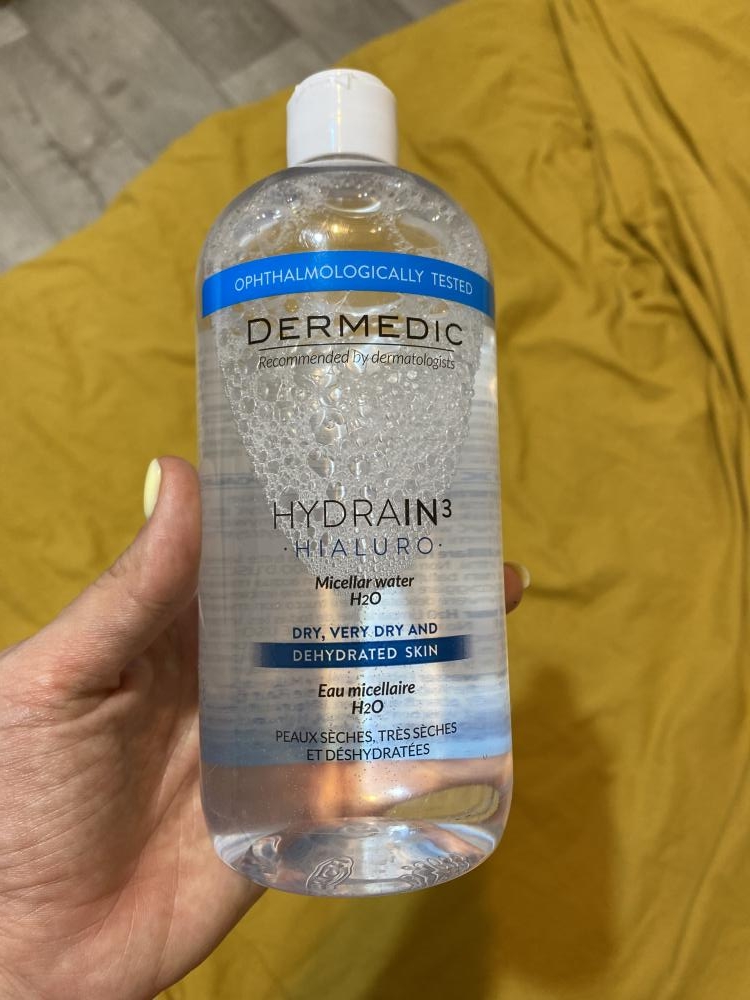 OPHTHALMOLOGICALLY TESTED
DERMEDIC
Recommended by dermatologists
HYDRAIN³
·HIALURO·
Micellar water
H2O
DRY, VERY DRY AND
DEHYDRATED SKIN
Eau micellaire
H2O
PEAUX SÈCHES, TRÈS SÈCHES
ET DÉSHYDRATÉES